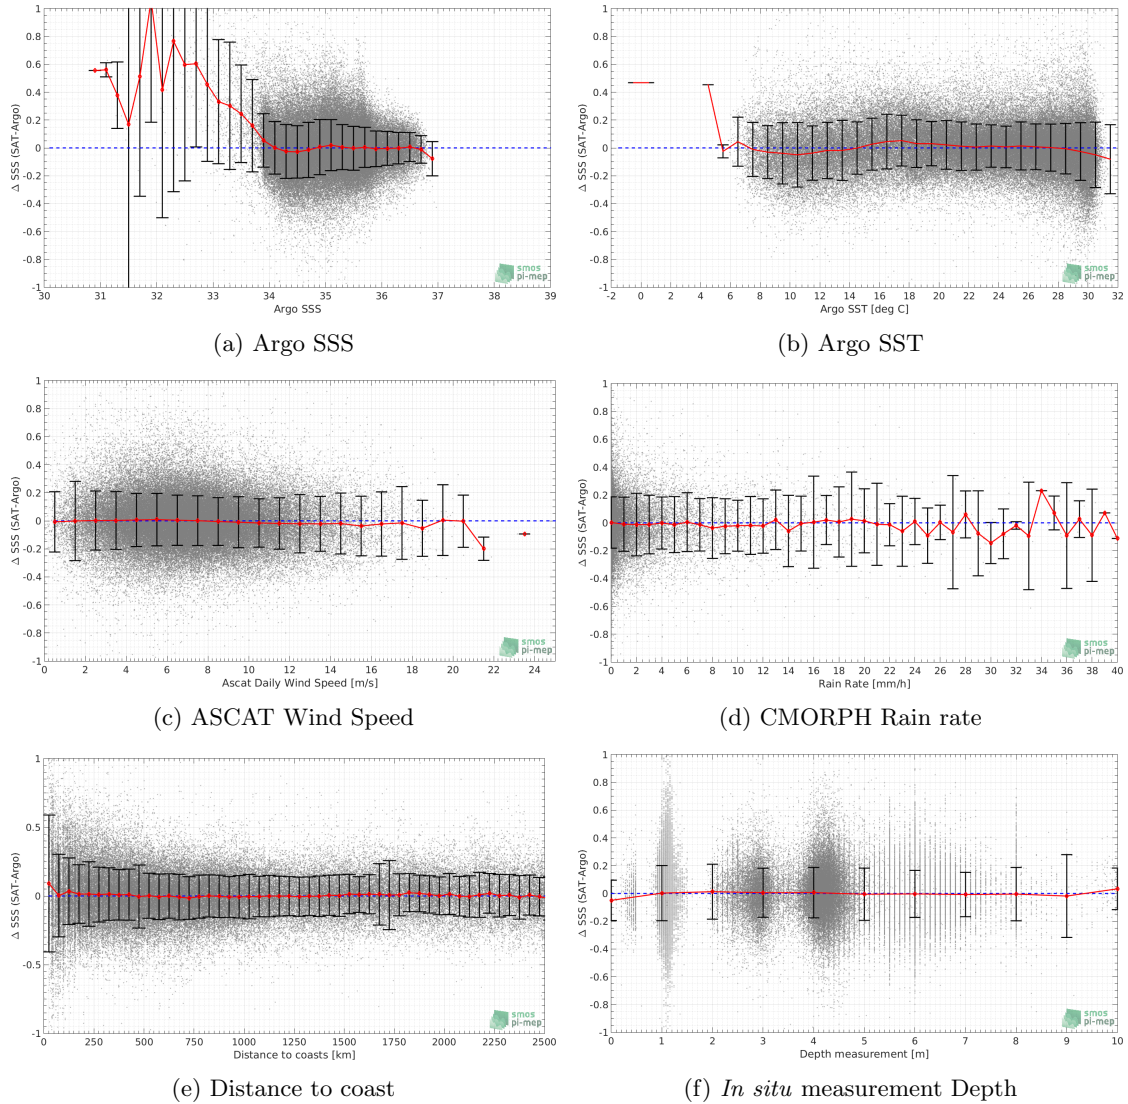 1
0.8
0.6
0.4
0.2
0
-0.2
-0.4
-0.6
-0.8
-1
Δ SSS (SAT-Argo)
30 31 32 33 34 35 36 37 38 39
Argo SSS
smos
pi-mep
(a) Argo SSS
1
0.8
0.6
0.4
0.2
0
-0.2
-0.4
-0.6
-0.8
-1
Δ SSS (SAT-Argo)
-2 0 2 4 6 8 10 12 14 16 18 20 22 24 26 28 30 32
Argo SST [deg C]
smos
pi-mep
(b) Argo SST
1
0.8
0.6
0.4
0.2
0
-0.2
-0.4
-0.6
-0.8
-1
Δ SSS (SAT-Argo)
0 2 4 6 8 10 12 14 16 18 20 22 24
Ascat Daily Wind Speed [m/s]
smos
pi-mep
(c) ASCAT Wind Speed
1
0.8
0.6
0.4
0.2
0
-0.2
-0.4
-0.6
-0.8
-1
Δ SSS (SAT-Argo)
0 2 4 6 8 10 12 14 16 18 20 22 24 26 28 30 32 34 36 38 40
Rain Rate [mm/h]
smos
pi-mep
(d) CMORPH Rain rate
1
0.5
0
-0.5
-1
Δ SSS (SAT-Argo)
0 250 500 750 1000 1250 1500 1750 2000 2250 2500
Distance to coasts [km]
smos
pi-mep
(e) Distance to coast
1
0.8
0.6
0.4
0.2
0
-0.2
-0.4
-0.6
-0.8
-1
Δ SSS (SAT-Argo)
0 1 2 3 4 5 6 7 8 9 10
Depth measurement [m]
smos
pi-mep
(f) In situ measurement Depth